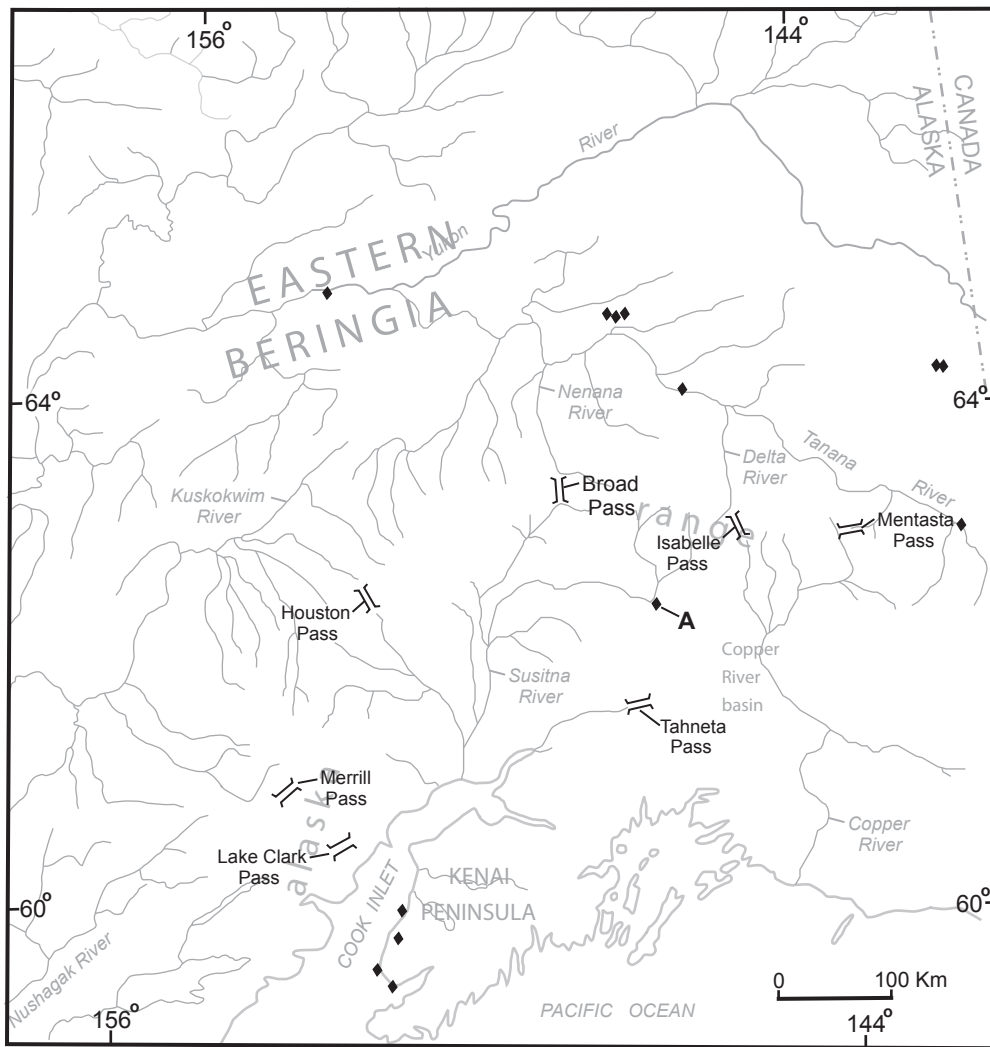 156°
144°
CANADA
ALASKA
River
Yukon
EASTERN
BERINGIA
64°
64°
Nenana
River
Delta
River
Tanana
River
Kuskokwim
River
Broad
Pass
range
Isabelle
Pass
Mentasta
Pass
Houston
Pass
A
Susitna
River
Copper
River
basin
Tahneta
Pass
Merrill
Pass
alaska
Copper
River
Lake Clark
Pass
COOK INLET
KENAI
PENINSULA
60°
60°
Nushagak River
0
100 Km
PACIFIC OCEAN
156°
144°